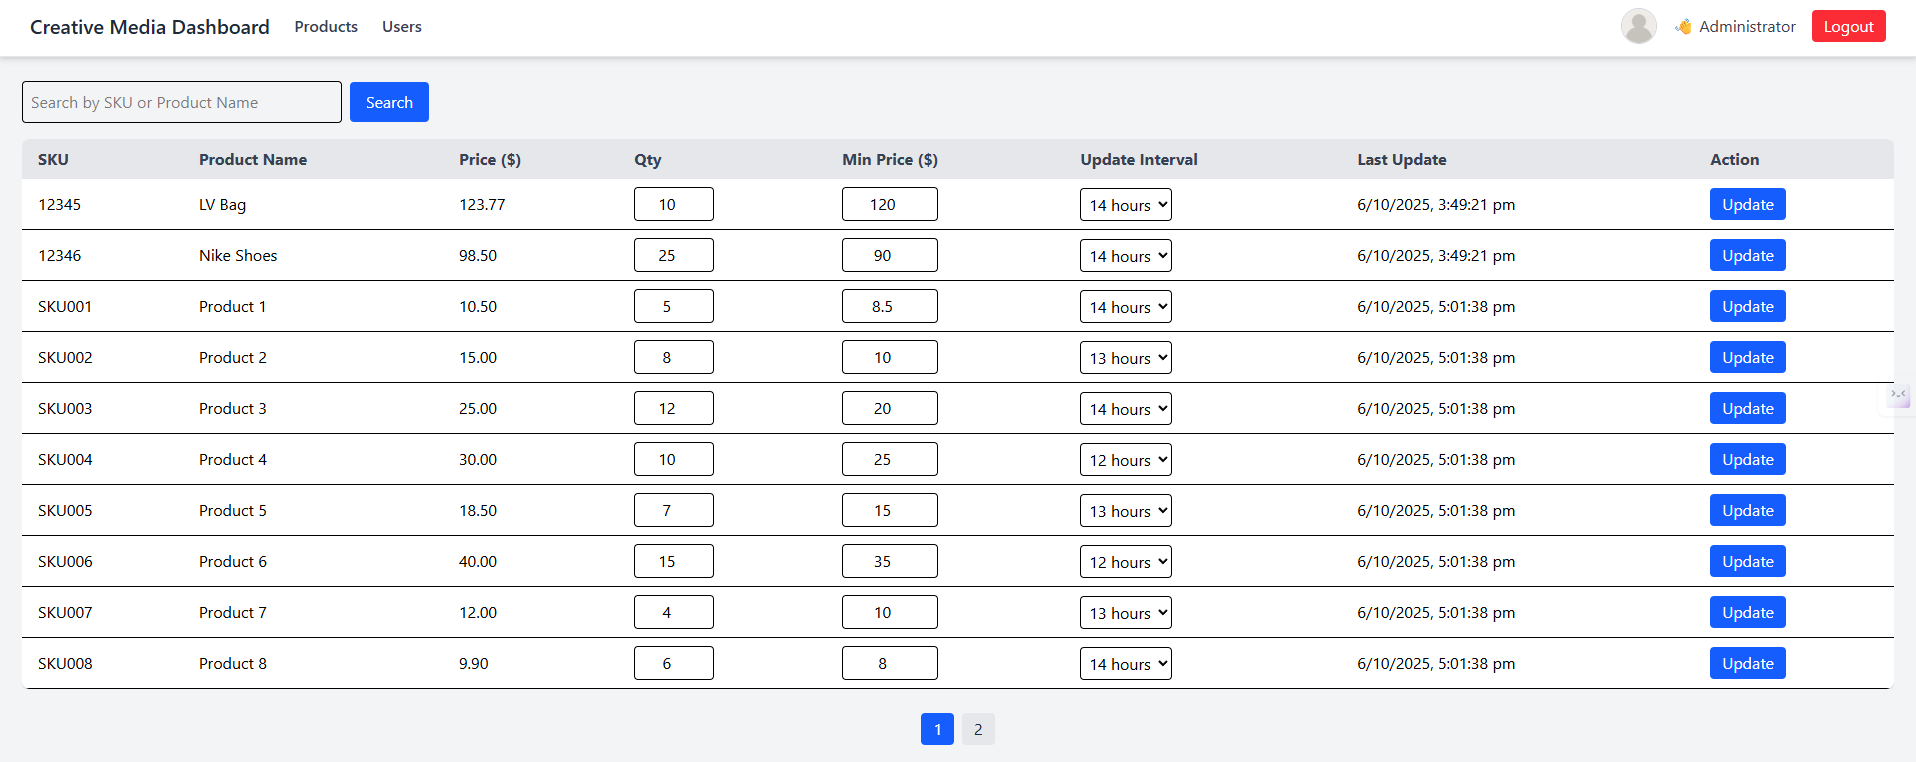 Creative Media Dashboard Products Users 👋 Administrator Logout
Search by SKU or Product Name Search
SKU Product Name Price ($) Qty Min Price ($) Update Interval Last Update Action
12345 LV Bag 123.77 10 120 14 hours 6/10/2025, 3:49:21 pm Update
12346 Nike Shoes 98.50 25 90 14 hours 6/10/2025, 3:49:21 pm Update
SKU001 Product 1 10.50 5 8.5 14 hours 6/10/2025, 5:01:38 pm Update
SKU002 Product 2 15.00 8 10 13 hours 6/10/2025, 5:01:38 pm Update
SKU003 Product 3 25.00 12 20 14 hours 6/10/2025, 5:01:38 pm Update
SKU004 Product 4 30.00 10 25 12 hours 6/10/2025, 5:01:38 pm Update
SKU005 Product 5 18.50 7 15 13 hours 6/10/2025, 5:01:38 pm Update
SKU006 Product 6 40.00 15 35 12 hours 6/10/2025, 5:01:38 pm Update
SKU007 Product 7 12.00 4 10 13 hours 6/10/2025, 5:01:38 pm Update
SKU008 Product 8 9.90 6 8 14 hours 6/10/2025, 5:01:38 pm Update
1 2